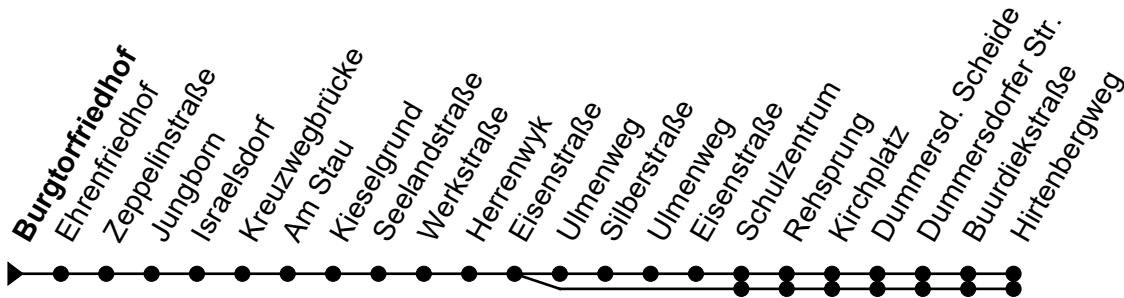 Burgtorfriedhof
Ehrenfriedhof
Zeppelinstraße
Jungborn
Israelsdorf
Kreuzwegbrücke
Am Stau
Kieselgrund
Seelandstraße
Werkstraße
Herrenwyk
Eisenstraße
Ulmenweg
Silberstraße
Ulmenweg
Eisenstraße
Schulzentrum
Rehsprung
Kirchplatz
Dummersd. Scheide
Dummersdorfer Str.
Buurdiekstraße
Hirtenbergweg